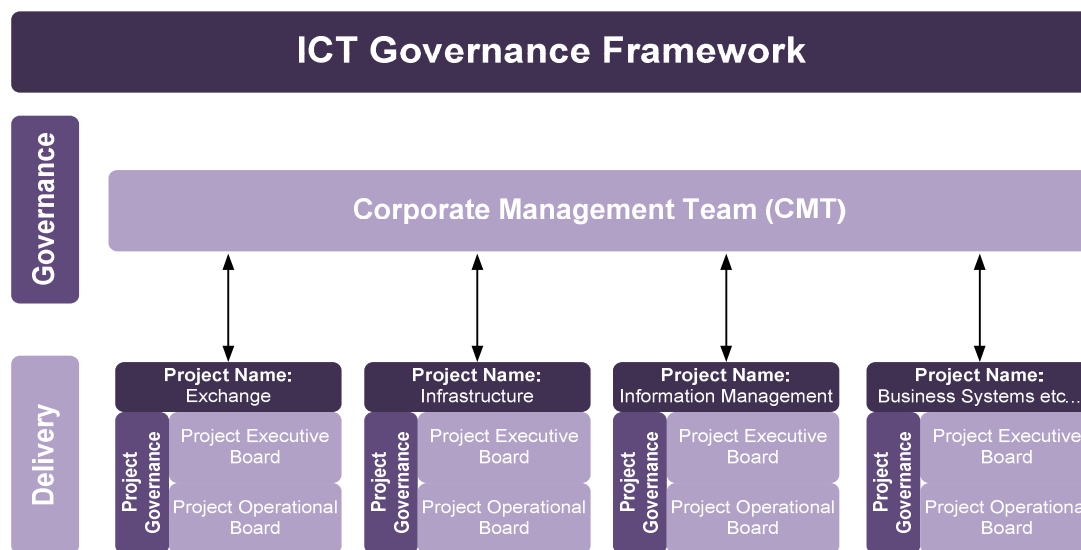 ICT Governance Framework
Governance
Corporate Management Team (CMT)
Delivery
Project Name:
Exchange
Project Governance
Project Executive
Board
Project Operational
Board
Project Name:
Infrastructure
Project Governance
Project Executive
Board
Project Operational
Board
Project Name:
Information Management
Project Governance
Project Executive
Board
Project Operational
Board
Project Name:
Business Systems etc...
Project Governance
Project Executive
Board
Project Operational
Board